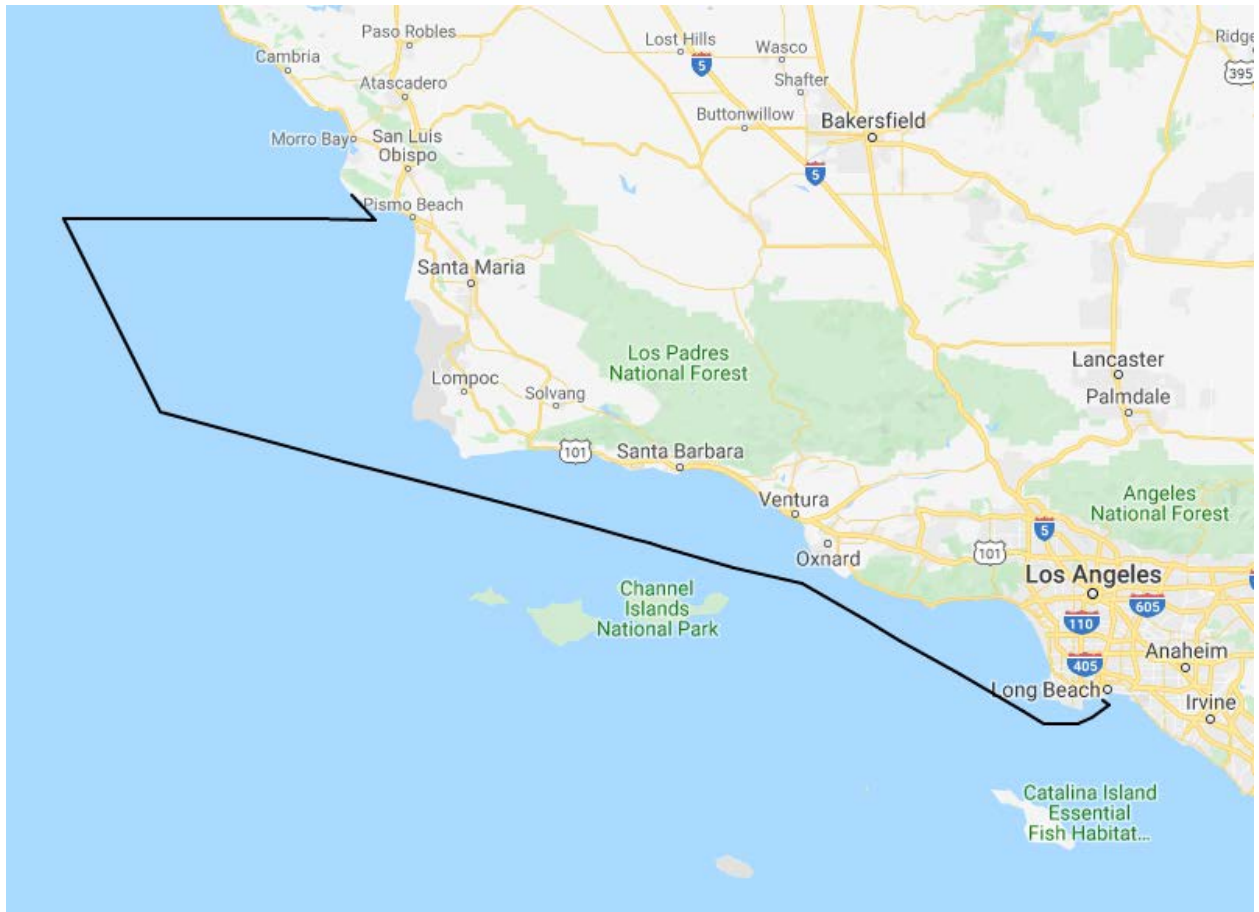 Paso Robles
Lost Hills
Wasco
Ridge
Cambria
5
395
Shafter
Atascadero
Buttonwillow
Bakersfield
Morro Bay
San Luis
Obispo
5
Pismo Beach
Santa Maria
Los Padres
National Forest
Lancaster
Lompoc
Solvang
Palmdale
101
Santa Barbara
Ventura
Angeles
National Forest
5
Oxnard
101
Los Angeles
Channel
Islands
National Park
605
110
Anaheim
405
Long Beach
Irvine
Catalina Island
Essential
Fish Habitat...